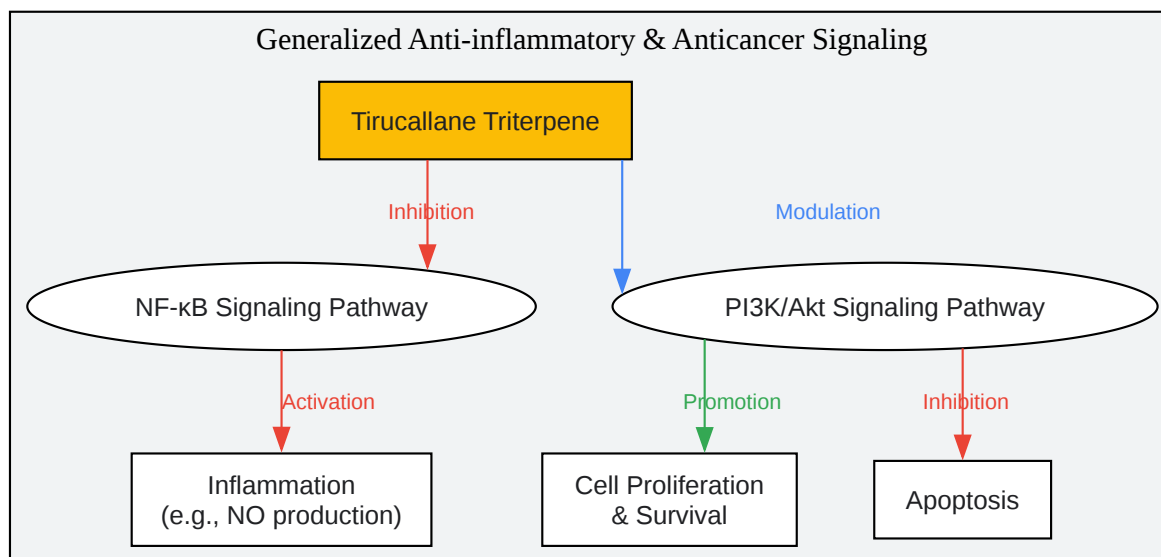 Generalized Anti-inflammatory & Anticancer Signaling
Tirucallane Triterpene
Inhibition
Modulation
NF-κB Signaling Pathway
PI3K/Akt Signaling Pathway
Activation
Promotion
Inhibition
Inflammation
(e.g., NO production)
Cell Proliferation
& Survival
Apoptosis